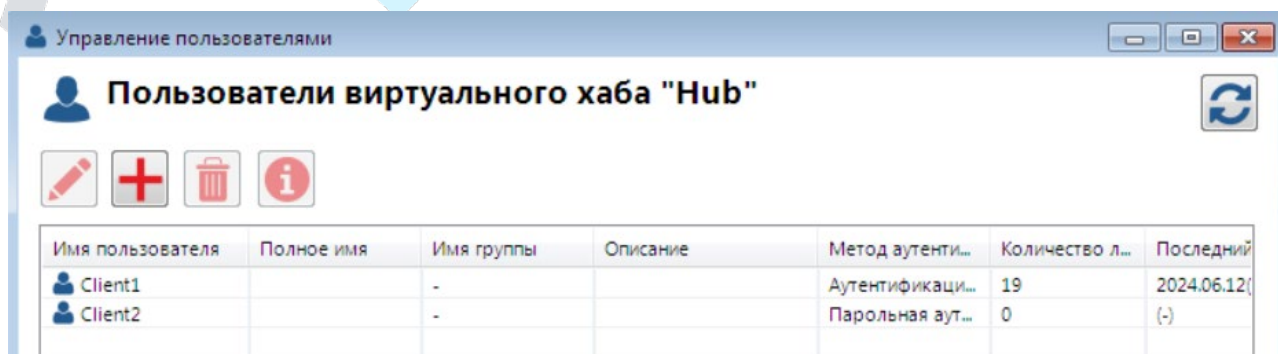 Управление пользователями
Пользователи виртуального хаба "Hub"
Имя пользователя Полное имя Имя группы Описание Метод аутенти... Количество л... Последний
Client1 - Аутентификаци... 19 2024.06.12(
Client2 - Парольная аут... 0 (-)